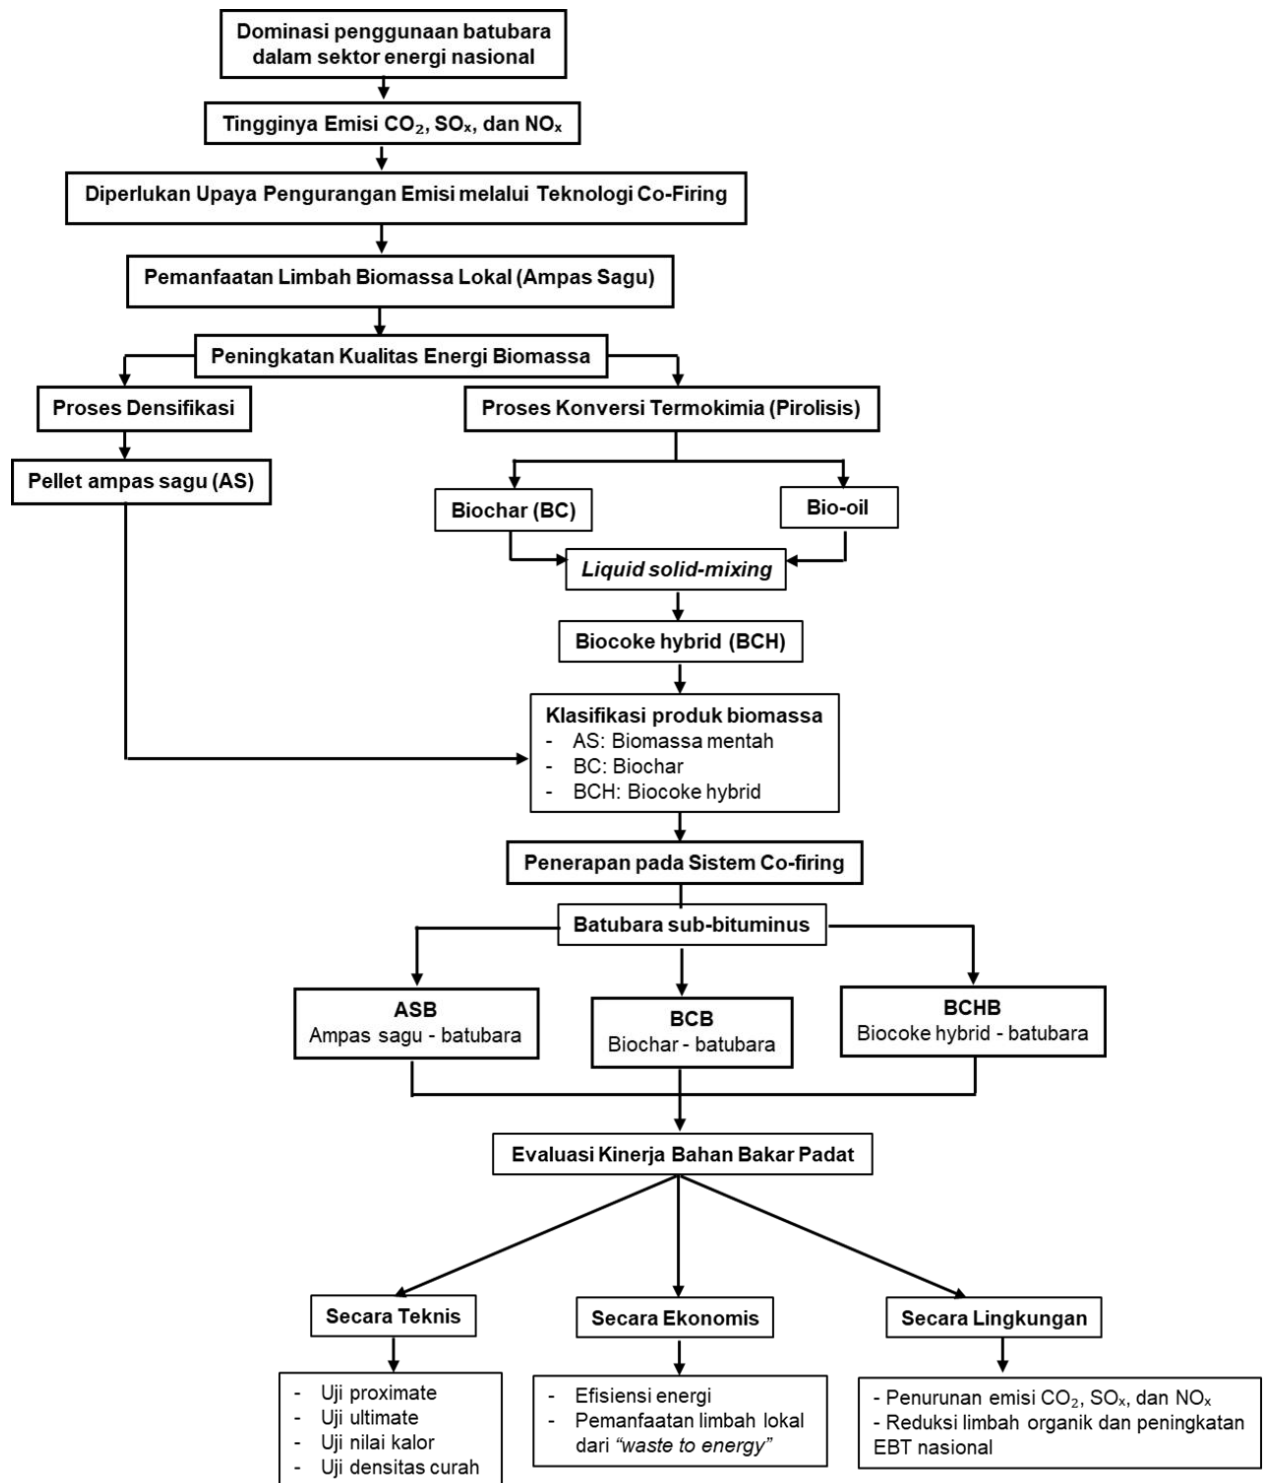 Dominasi penggunaan batubara
dalam sektor energi nasional
Tingginya Emisi CO₂, SOₓ, dan NOₓ
Diperlukan Upaya Pengurangan Emisi melalui Teknologi Co-Firing
Pemanfaatan Limbah Biomassa Lokal (Ampas Sagu)
Peningkatan Kualitas Energi Biomassa
Proses Densifikasi
Proses Konversi Termokimia (Pirolisis)
Pellet ampas sagu (AS)
Biochar (BC)
Bio-oil
Liquid solid-mixing
Biocoke hybrid (BCH)
Klasifikasi produk biomassa
- AS: Biomassa mentah
- BC: Biochar
- BCH: Biocoke hybrid
Penerapan pada Sistem Co-firing
Batubara sub-bituminus
ASB
Ampas sagu - batubara
BCB
Biochar - batubara
BCHB
Biocoke hybrid - batubara
Evaluasi Kinerja Bahan Bakar Padat
Secara Teknis
Secara Ekonomis
Secara Lingkungan
- Uji proximate
- Uji ultimate
- Uji nilai kalor
- Uji densitas curah
- Efisiensi energi
- Pemanfaatan limbah lokal
dari "waste to energy"
- Penurunan emisi CO₂, SOₓ, dan NOₓ
- Reduksi limbah organik dan peningkatan
EBT nasional